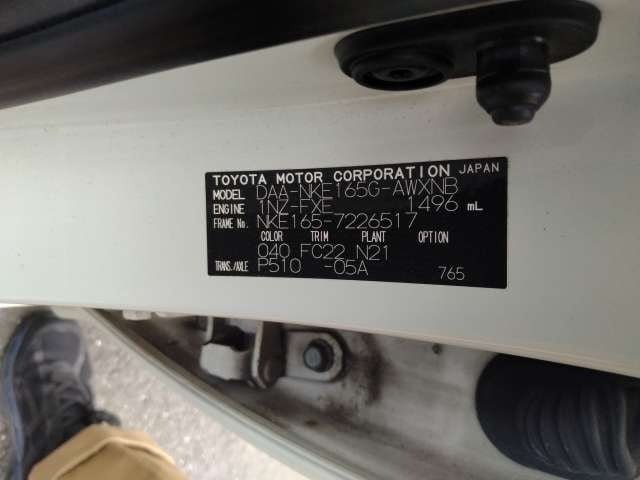 TOYOTA MOTOR CORPORATION JAPAN
MODEL DAA-NKE165G-AWXNB
ENGINE 1NZ-FXE 1496 mL
FRAME No. NKE165-7226517
COLOR TRIM PLANT OPTION
040 FC22 N21
TRANS./AXLE P510 -05A 765